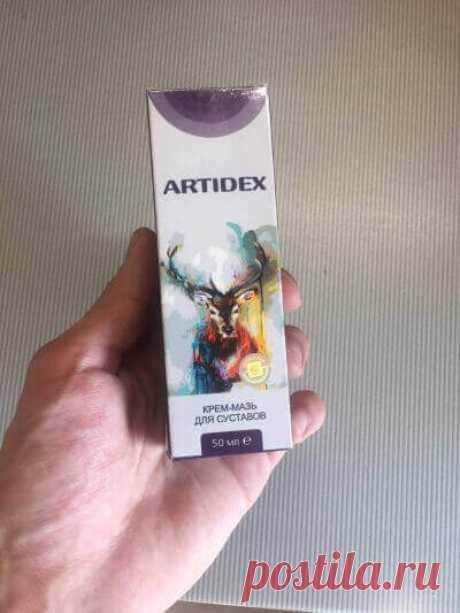 ARTIDEX
КРЕМ-МАЗЬ
ДЛЯ СУСТАВОВ
50 мл ℮
postila.ru